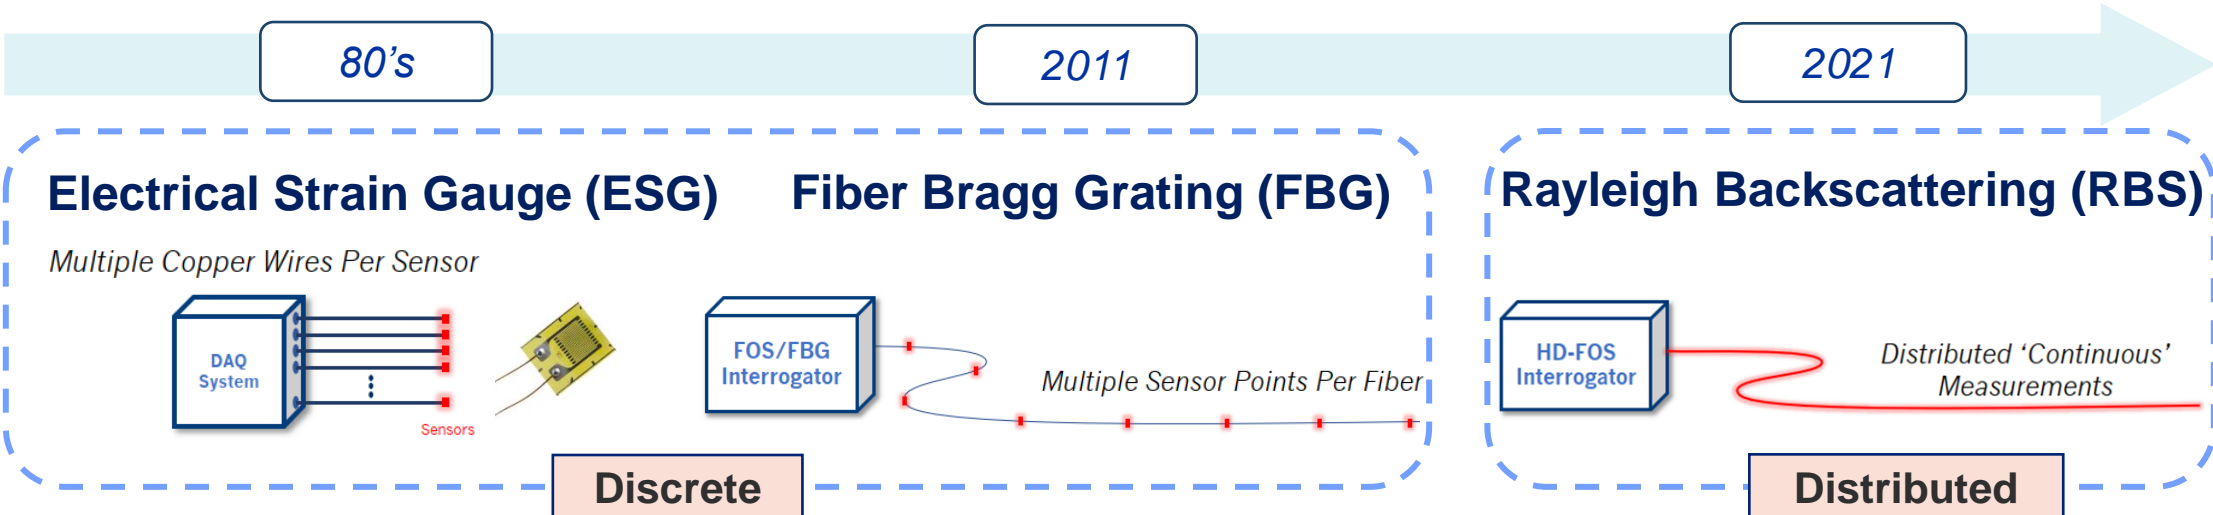 80’s
2011
2021
Electrical Strain Gauge (ESG)
Fiber Bragg Grating (FBG)
Rayleigh Backscattering (RBS)
Multiple Copper Wires Per Sensor
DAQ
System
Sensors
FOS/FBG
Interrogator
Multiple Sensor Points Per Fiber
HD-FOS
Interrogator
Distributed ‘Continuous’
Measurements
Discrete
Distributed